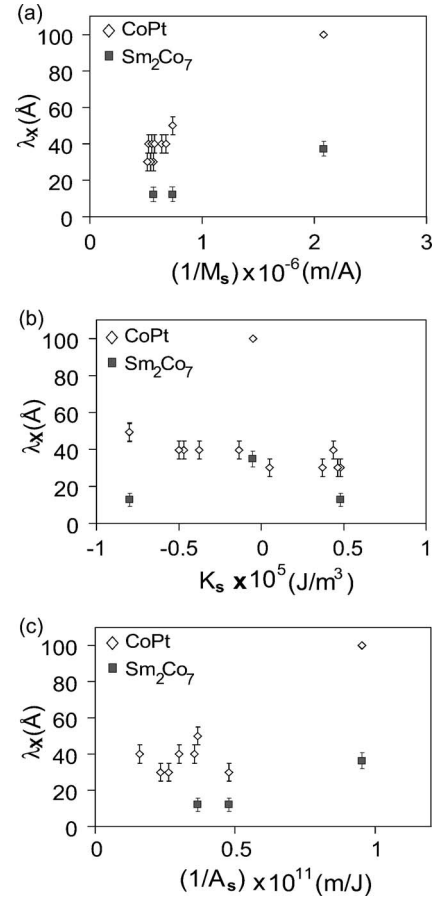 (a)
◇ CoPt
■ Sm₂Co₇
100
80
60
40
20
0
λx(Å)
0 1 2 3
(1/Ms) x10⁻⁶ (m/A)
(b)
◇ CoPt
■ Sm₂Co₇
100
80
60
40
20
0
λx(Å)
-1 -0.5 0 0.5 1
Ks x10⁵ (J/m³)
(c)
◇ CoPt
■ Sm₂Co₇
100
80
60
40
20
0
λx(Å)
0 0.5 1
(1/As) x10¹¹ (m/J)